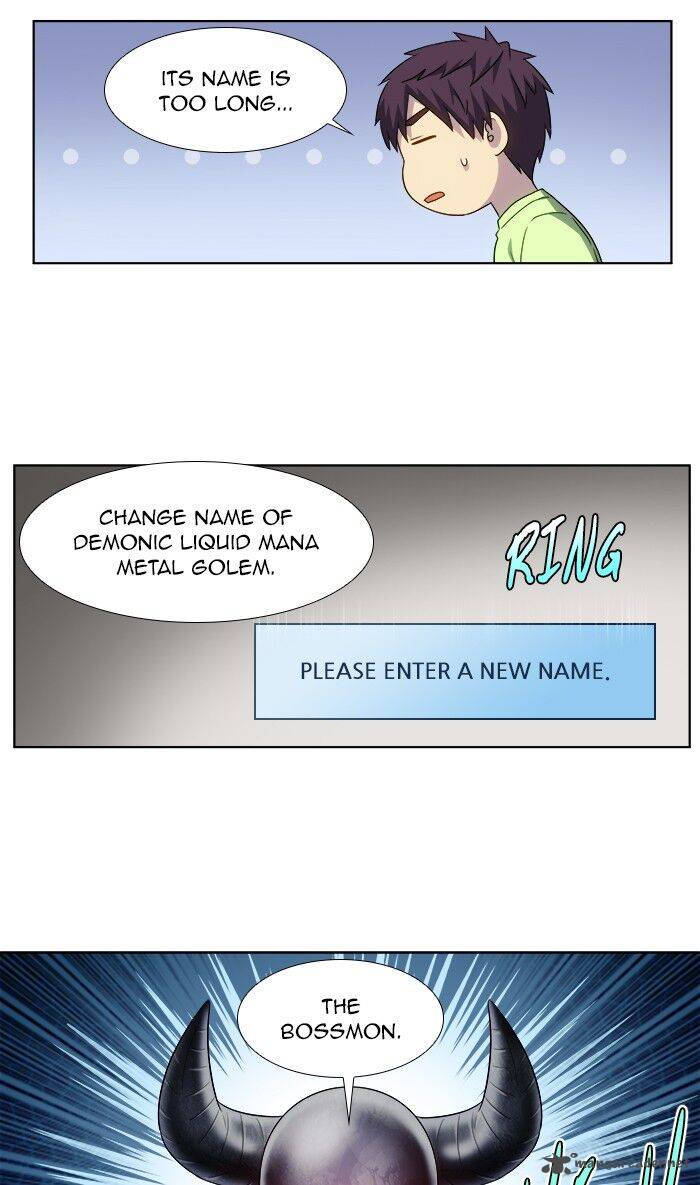 ITS NAME IS
TOO LONG...
CHANGE NAME OF
DEMONIC LIQUID MANA
METAL GOLEM.
RING
PLEASE ENTER A NEW NAME.
THE
BOSSMON.